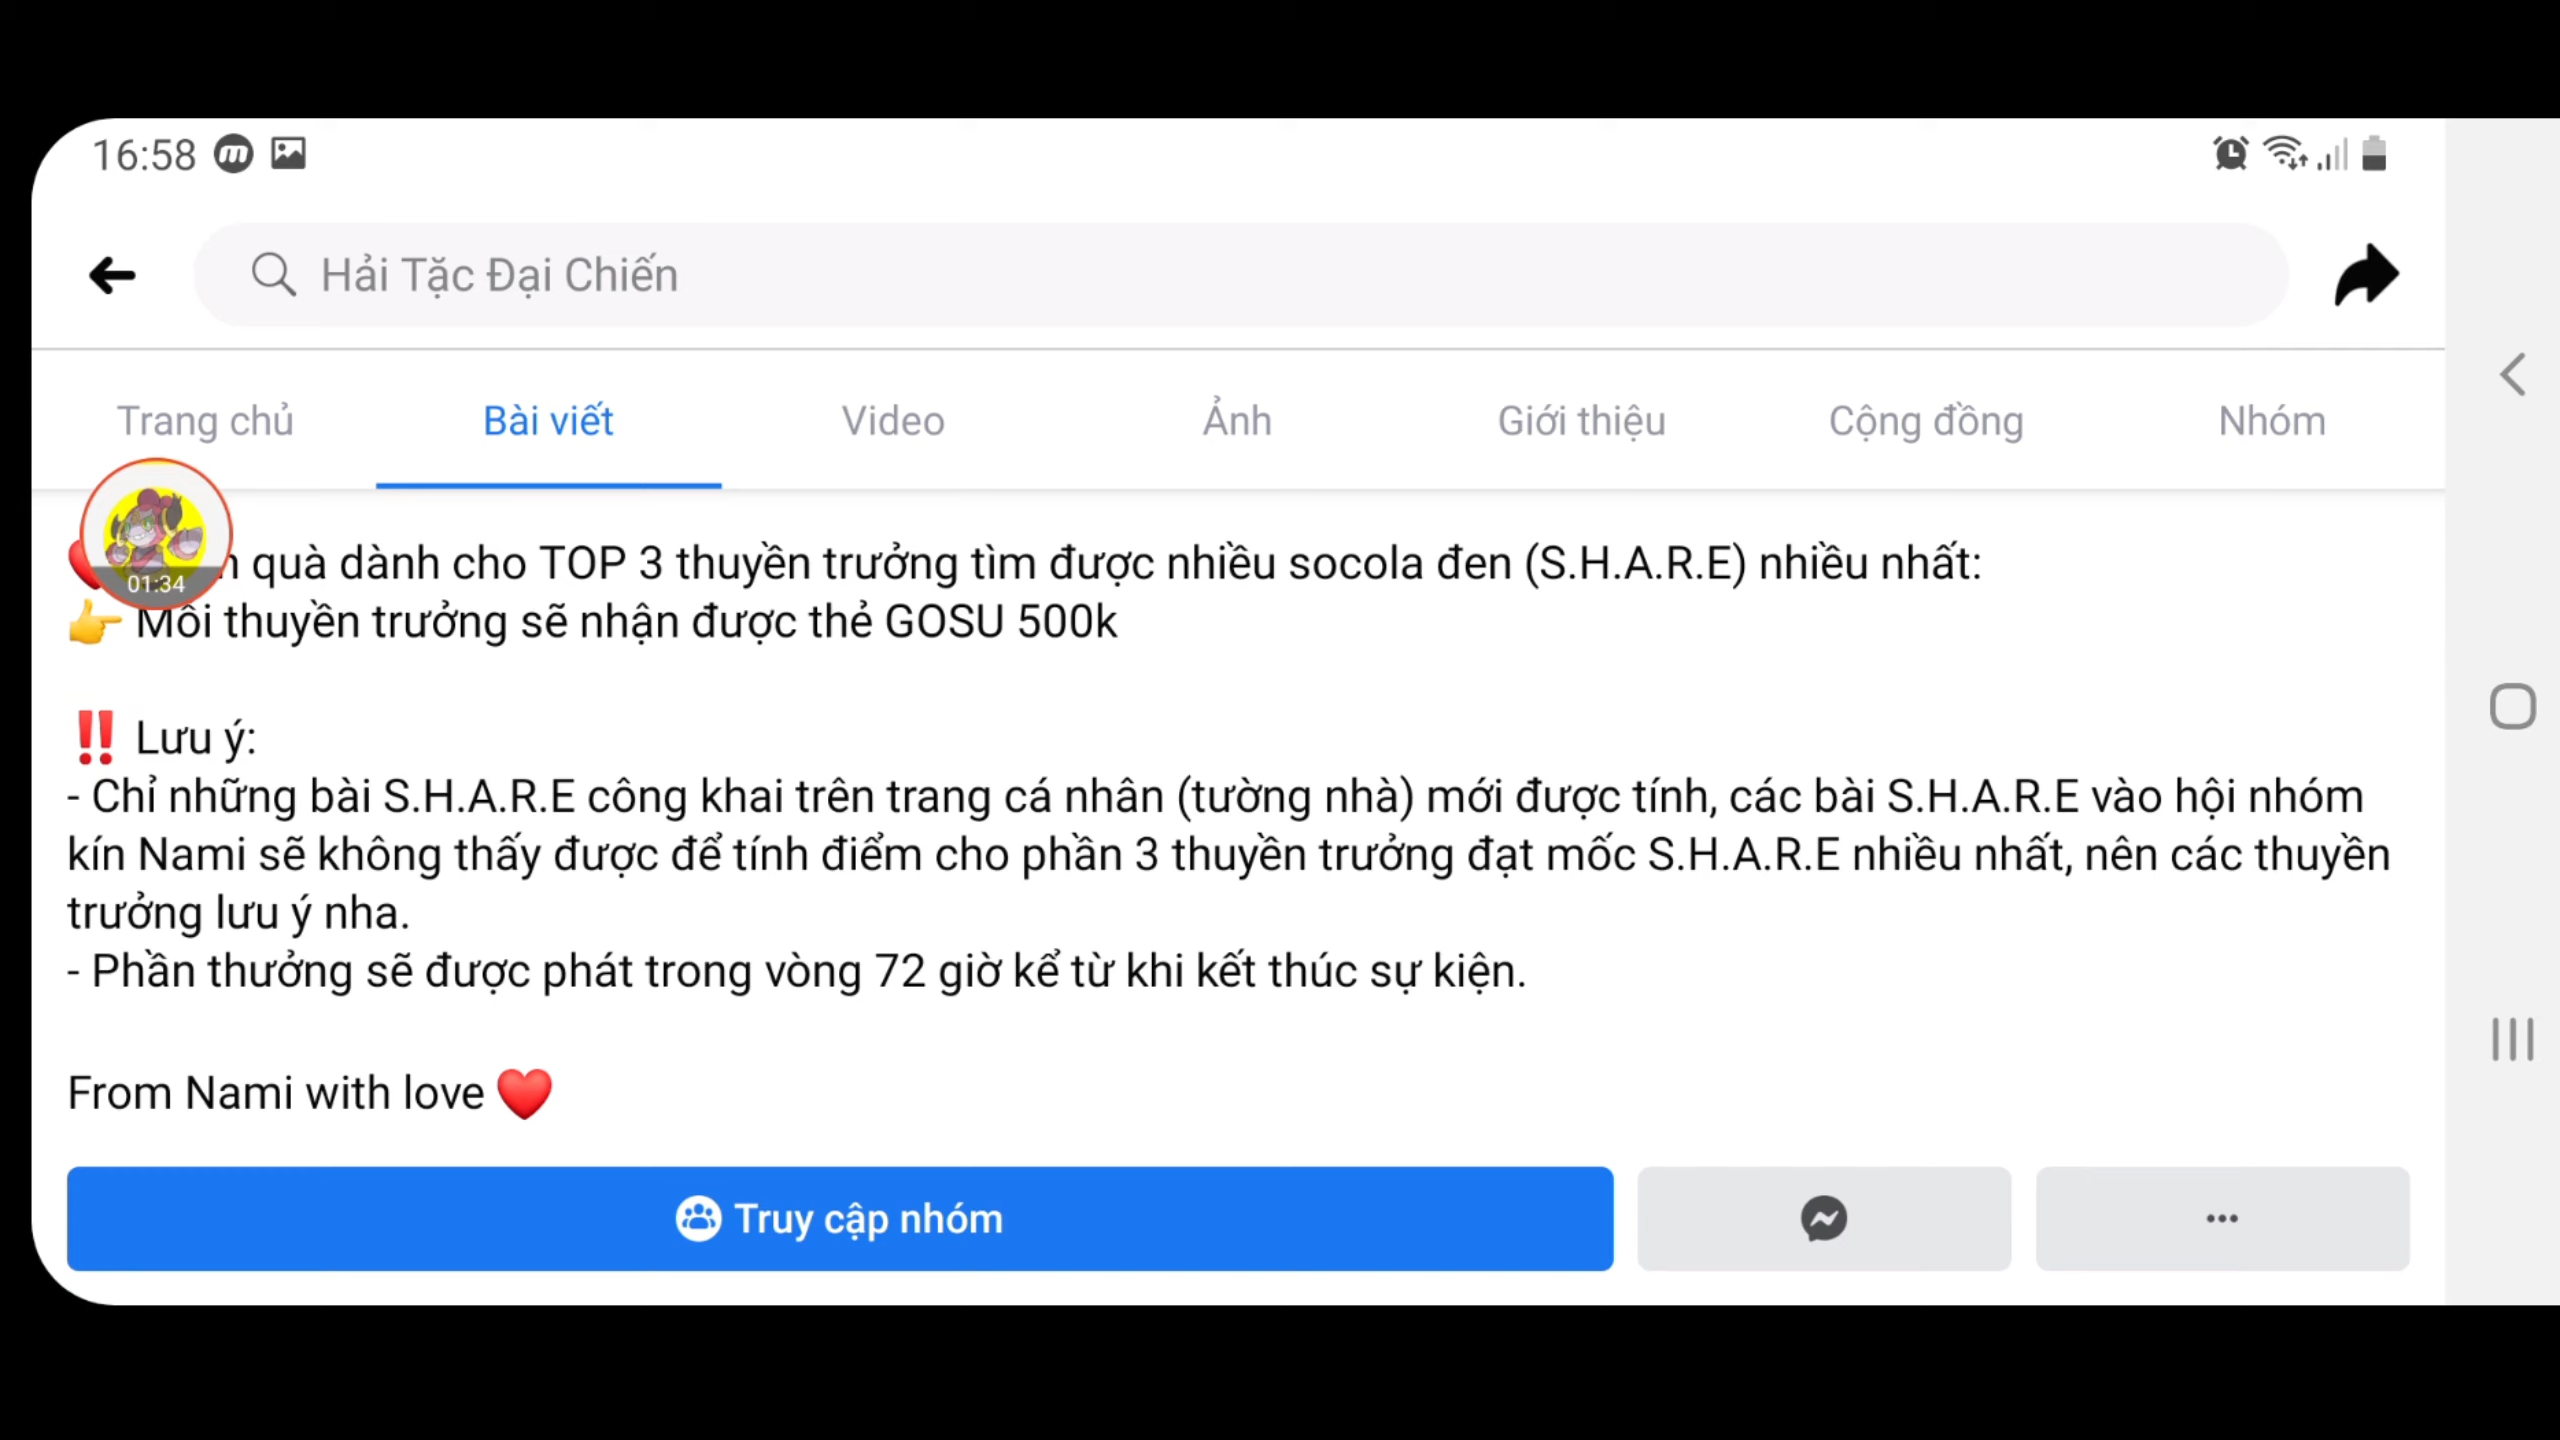 16:58
Hải Tặc Đại Chiến
Trang chủ Bài viết Video Ảnh Giới thiệu Cộng đồng Nhóm
01:34
quà dành cho TOP 3 thuyền trưởng tìm được nhiều socola đen (S.H.A.R.E) nhiều nhất:
👉 Mỗi thuyền trưởng sẽ nhận được thẻ GOSU 500k
‼️ Lưu ý:
- Chỉ những bài S.H.A.R.E công khai trên trang cá nhân (tường nhà) mới được tính, các bài S.H.A.R.E vào hội nhóm
kín Nami sẽ không thấy được để tính điểm cho phần 3 thuyền trưởng đạt mốc S.H.A.R.E nhiều nhất, nên các thuyền
trưởng lưu ý nha.
- Phần thưởng sẽ được phát trong vòng 72 giờ kể từ khi kết thúc sự kiện.
From Nami with love ❤️
Truy cập nhóm